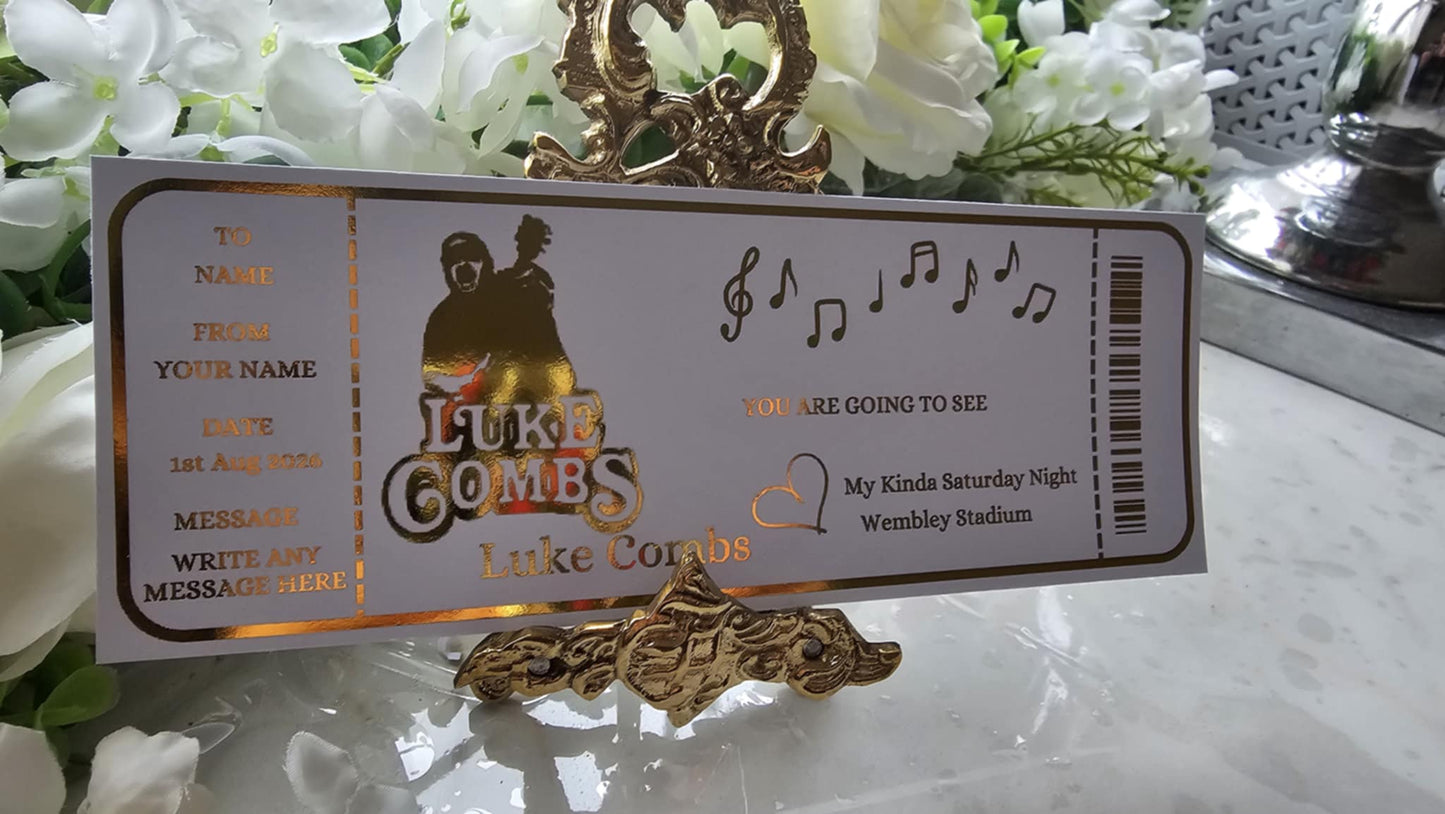 TO
NAME
FROM
YOUR NAME
DATE
1st Aug 2026
MESSAGE
WRITE ANY
MESSAGE HERE
LUKE
COMBS
Luke Combs
YOU ARE GOING TO SEE
My Kinda Saturday Night
Wembley Stadium